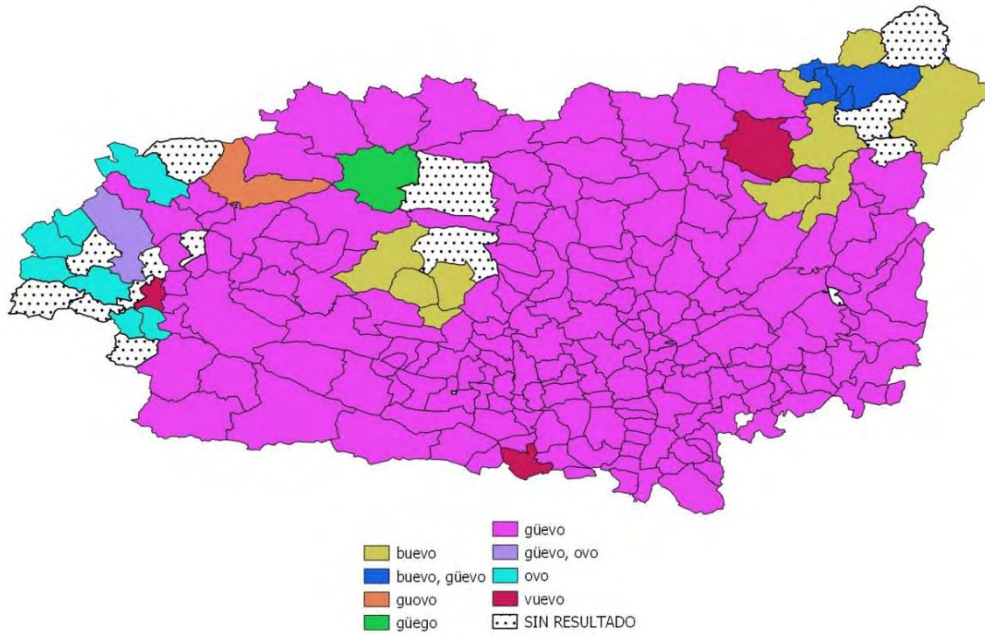 buevo
buevo, güevo
guovo
güego
güevo
güevo, ovo
ovo
vuevo
SIN RESULTADO